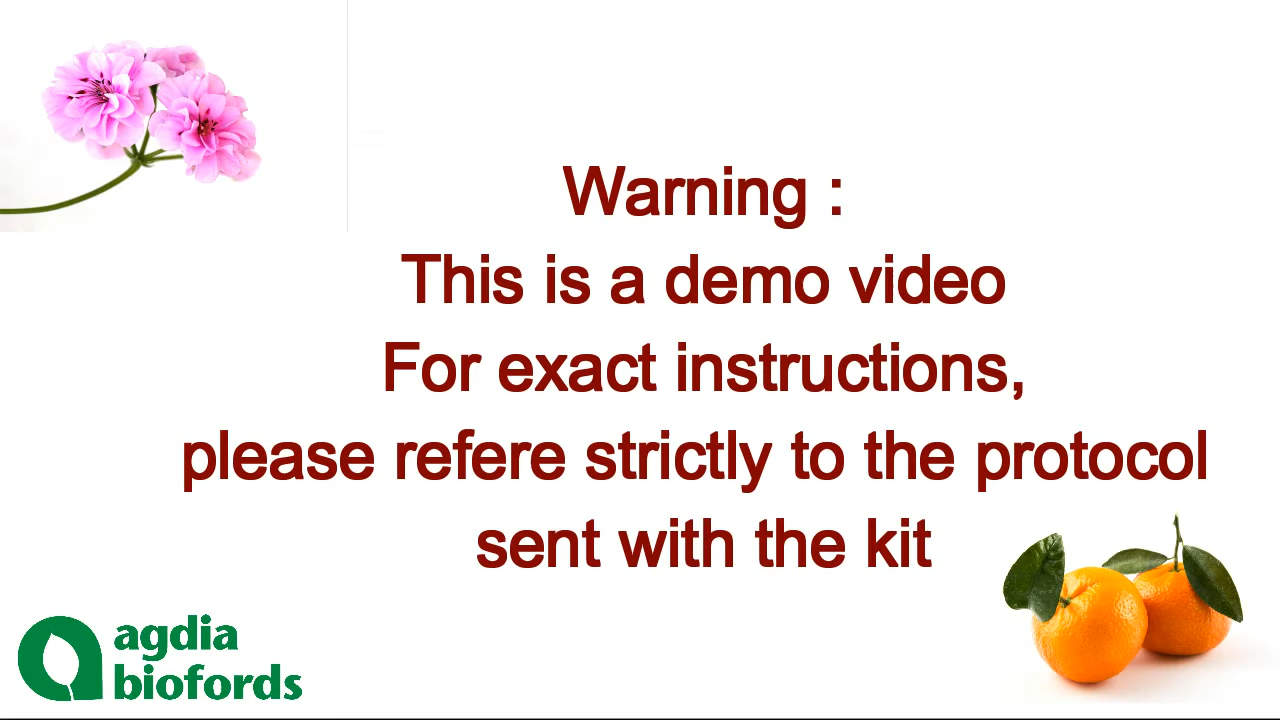 Warning :
This is a demo video
For exact instructions,
please refere strictly to the protocol
sent with the kit
agdia
biofords